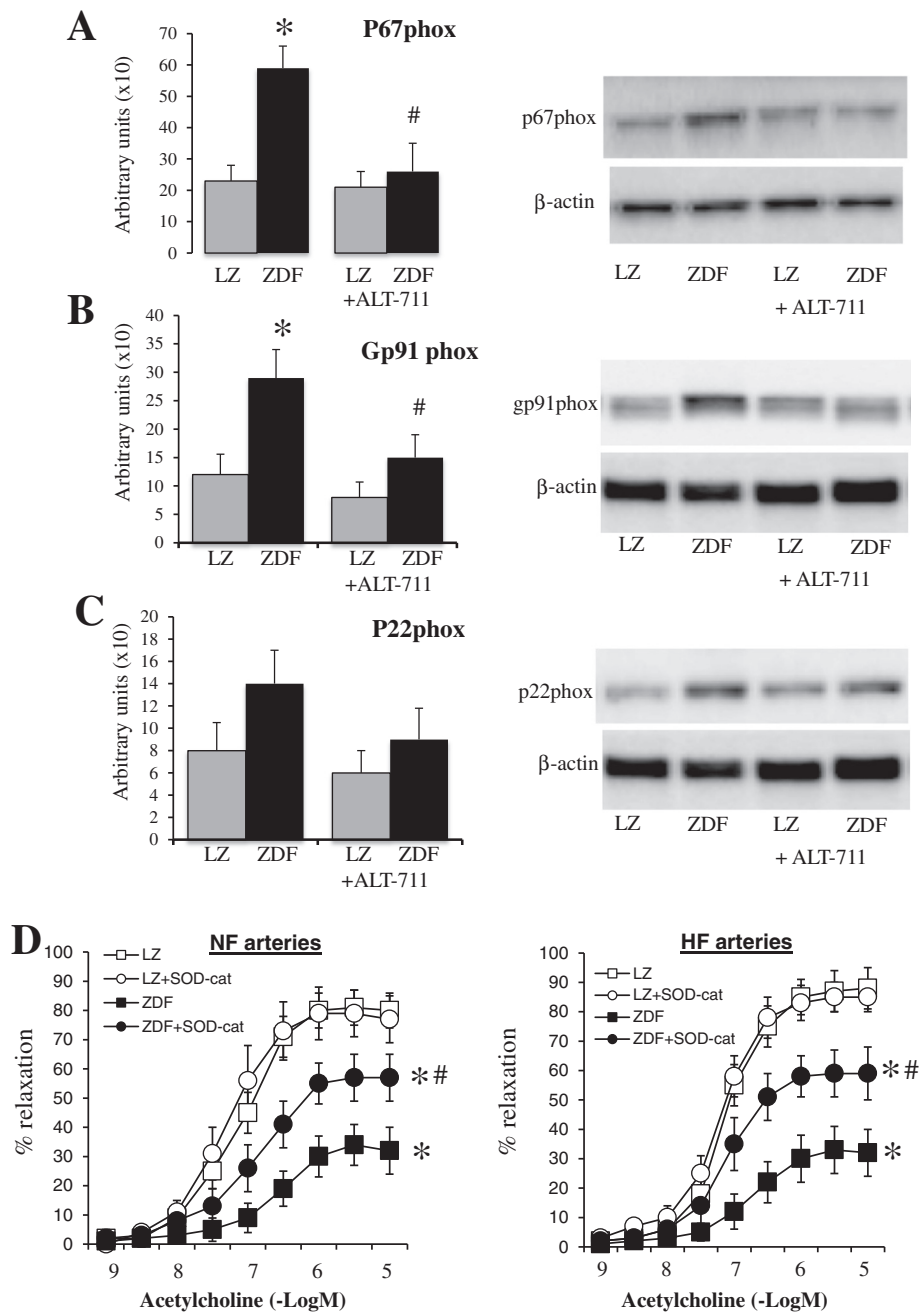 A
P67phox
Arbitrary units (x10)
70
60
50
40
30
20
10
0
*
#
LZ ZDF LZ ZDF
+ALT-711
p67phox
β-actin
LZ ZDF LZ ZDF
+ ALT-711
B
Gp91 phox
Arbitrary units (x10)
40
35
30
25
20
15
10
5
0
*
#
LZ ZDF LZ ZDF
+ALT-711
gp91phox
β-actin
LZ ZDF LZ ZDF
+ ALT-711
C
P22phox
Arbitrary units (x10)
20
18
16
14
12
10
8
6
4
2
0
LZ ZDF LZ ZDF
+ALT-711
p22phox
β-actin
LZ ZDF LZ ZDF
+ ALT-711
D
NF arteries
% relaxation
100
90
80
70
60
50
40
30
20
10
0
LZ
LZ+SOD-cat
ZDF
ZDF+SOD-cat
*#
*
9 8 7 6 5
Acetylcholine (-LogM)
HF arteries
% relaxation
100
90
80
70
60
50
40
30
20
10
0
LZ
LZ+SOD-cat
ZDF
ZDF+SOD-cat
*#
*
9 8 7 6 5
Acetylcholine (-LogM)